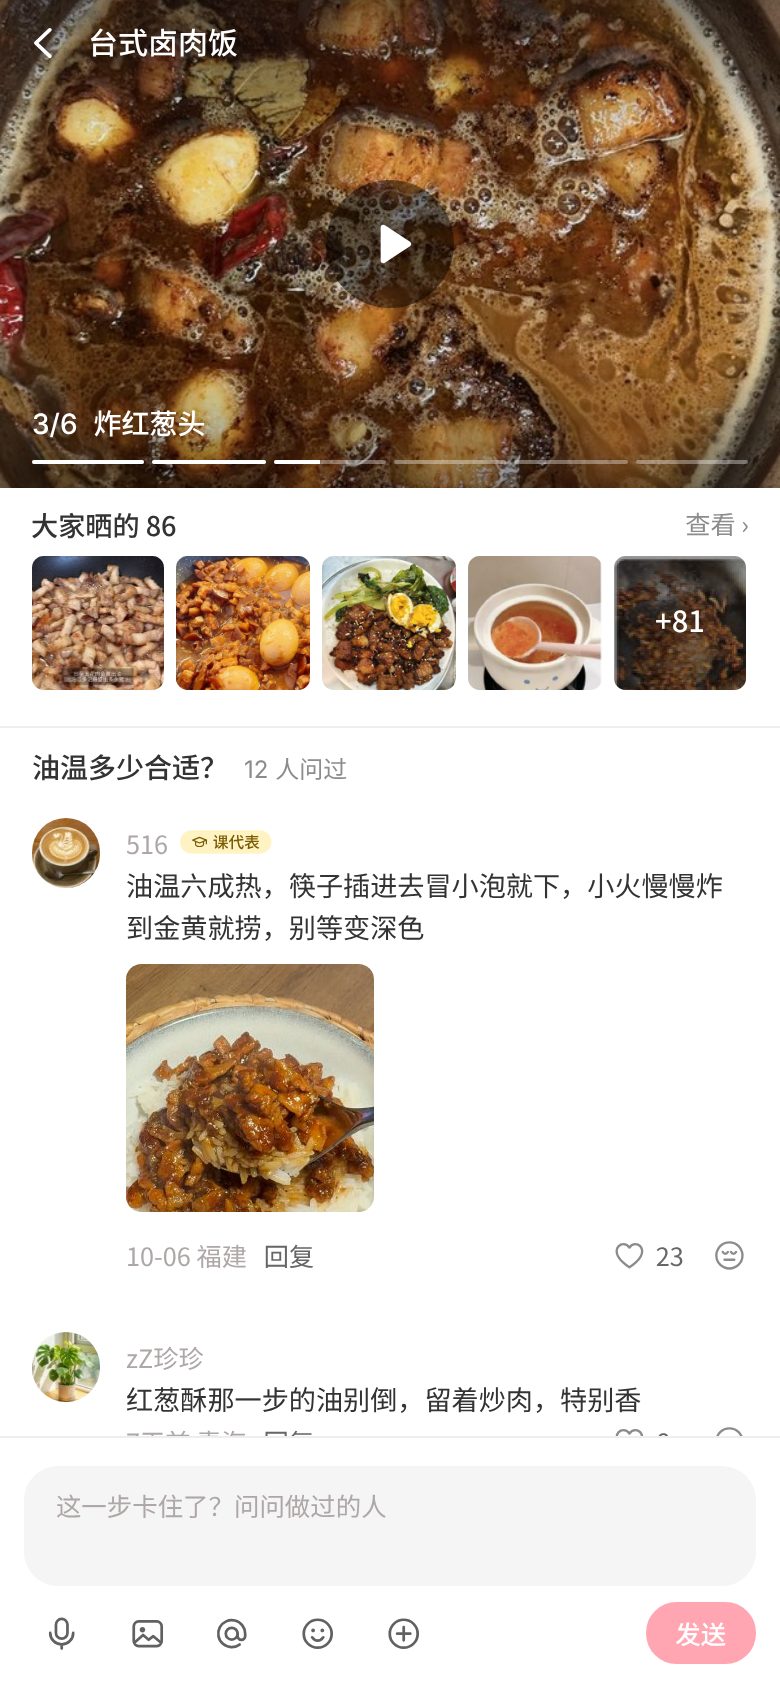 台式卤肉饭
3/6 炸红葱头
大家晒的 86
查看 ›
+81
油温多少合适？ 12 人问过
516 课代表
油温六成热，筷子插进去冒小泡就下，小火慢慢炸
到金黄就捞，别等变深色
10-06 福建 回复
23
zZ珍珍
红葱酥那一步的油别倒，留着炒肉，特别香
这一步卡住了？问问做过的人
发送